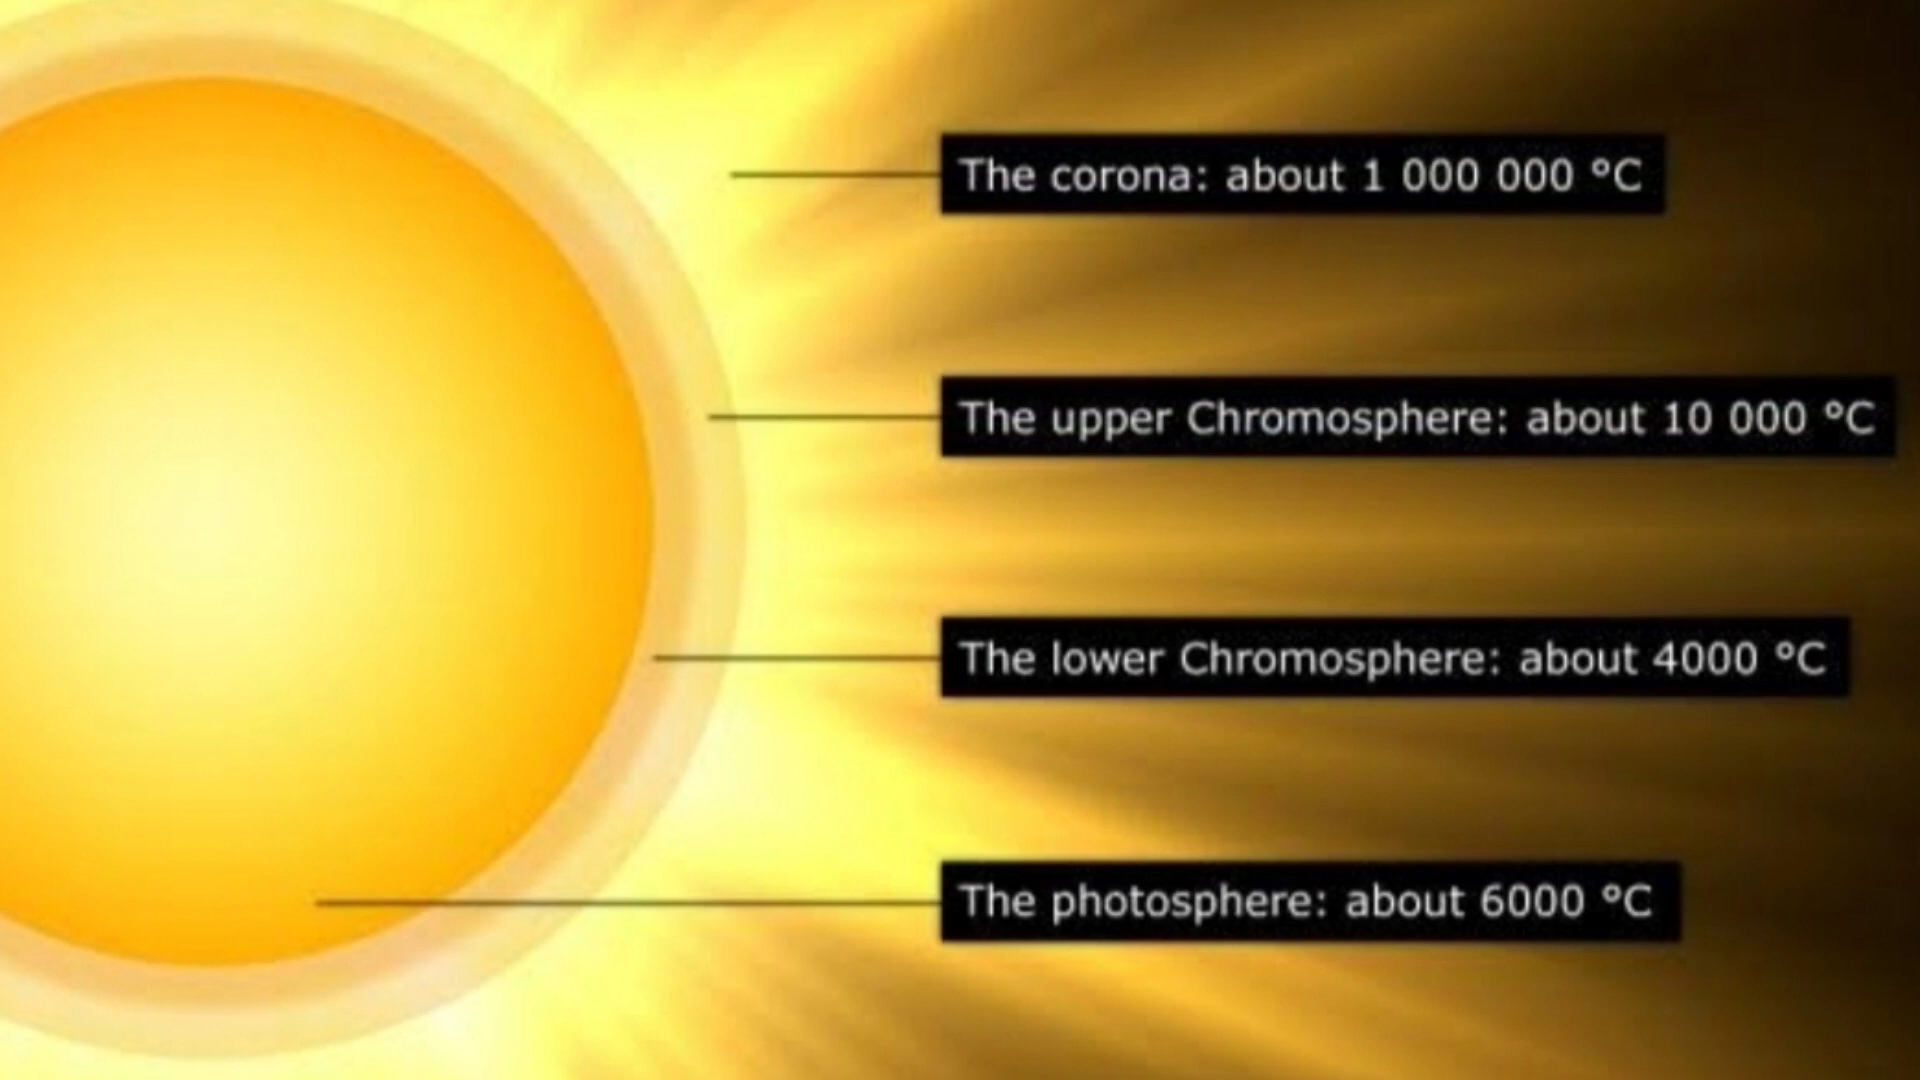 The corona: about 1 000 000 °C
The upper Chromosphere: about 10 000 °C
The lower Chromosphere: about 4000 °C
The photosphere: about 6000 °C